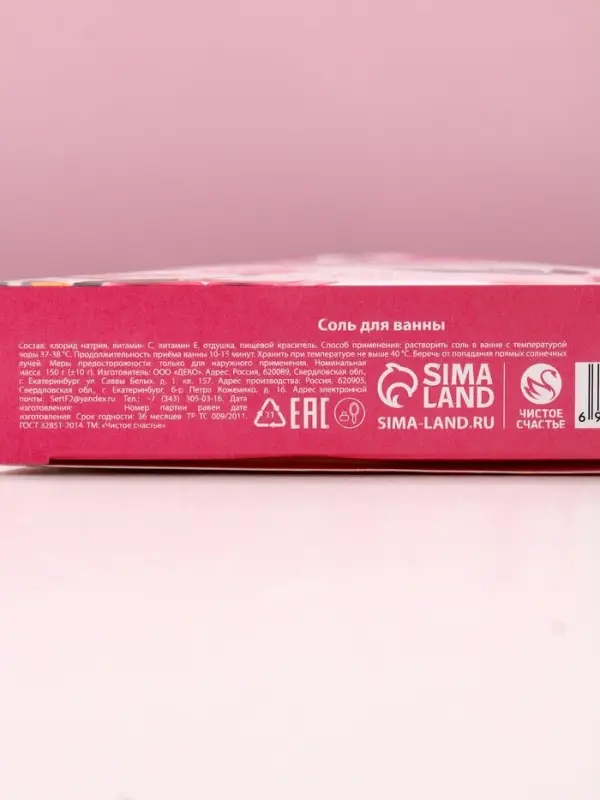 Соль для ванны
Состав: хлорид натрия, витамин С, витамин Е, отдушка, пищевой краситель. Способ применения: растворить соль в ванне с температурой
воды 37-38 °С. Продолжительность приёма ванны 10-15 минут. Хранить при температуре не выше 40 °С. Беречь от попадания прямых солнечных
лучей. Меры предосторожности: только для наружного применения. Номинальная
масса 150 г (±10 г). Изготовитель: ООО «ДЕКО». Адрес: Россия, 620089, Свердловская обл.,
г. Екатеринбург, ул. Саввы Белых, д. 1, кв. 157. Адрес производства: Россия, 620905,
Свердловская обл., г. Екатеринбург, б-р Петра Кожемяко, д. 16. Адрес электронной
почты: SertF2@yandex.ru Тел.: +7 (343) 305-03-16. Дата
изготовления: Номер партии равен дате
изготовления. Срок годности: 36 месяцев. ТР ТС 009/2011.
ГОСТ 32851-2014. ТМ: «Чистое счастье»
EAC
SIMA
LAND
SIMA-LAND.RU
ЧИСТОЕ
СЧАСТЬЕ